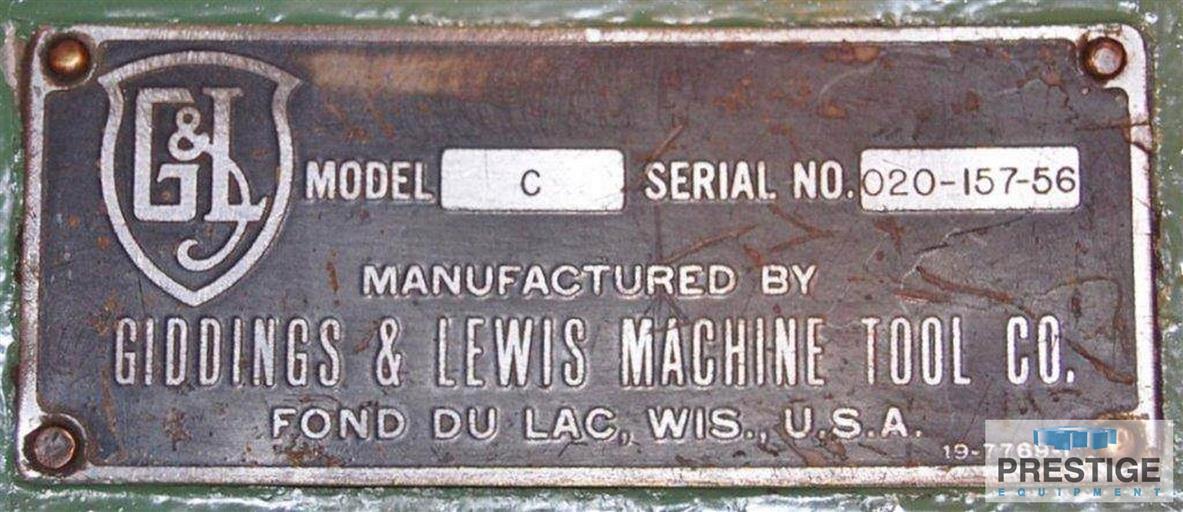 G&L
MODEL C SERIAL NO. 020-157-56
MANUFACTURED BY
GIDDINGS & LEWIS MACHINE TOOL CO.
FOND DU LAC, WIS., U.S.A.
PRESTIGE
EQUIPMENT